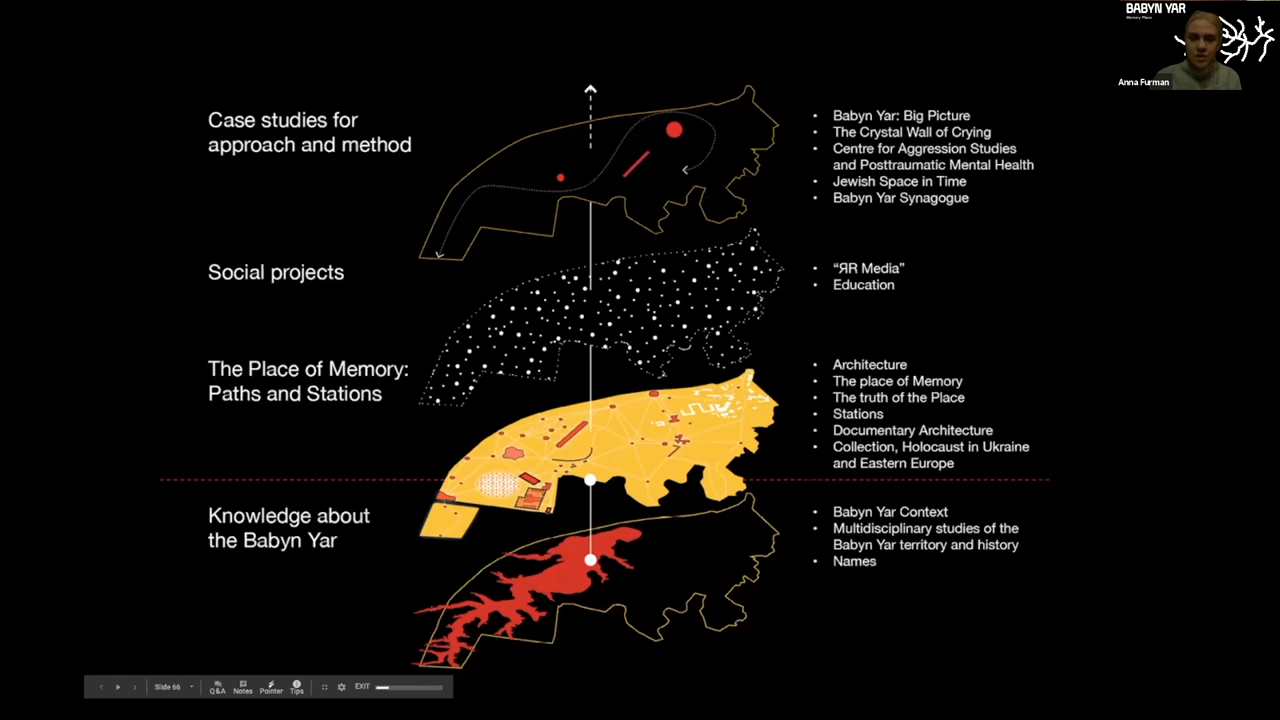 BABYN YAR
Memory Place
Anna Furman
Case studies for
approach and method
• Babyn Yar: Big Picture
• The Crystal Wall of Crying
• Centre for Aggression Studies
and Posttraumatic Mental Health
• Jewish Space in Time
• Babyn Yar Synagogue
Social projects
• “ЯR Media”
• Education
The Place of Memory:
Paths and Stations
• Architecture
• The place of Memory
• The truth of the Place
• Stations
• Documentary Architecture
• Collection, Holocaust in Ukraine
and Eastern Europe
Knowledge about
the Babyn Yar
• Babyn Yar Context
• Multidisciplinary studies of the
Babyn Yar territory and history
• Names
Slide 66
Q&A
Notes
Pointer
Tips
EXIT